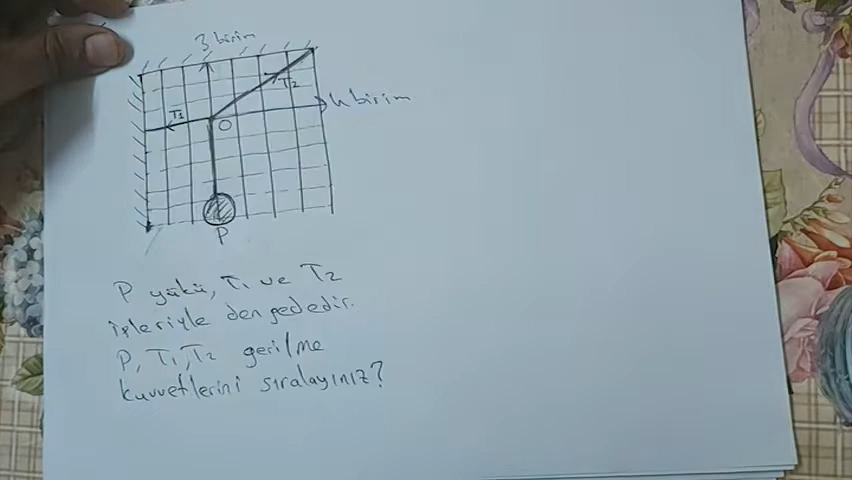 3 birim
T2
T1
O
4 birim
P
P yükü, T1 ve T2
ipleriyle dengededir.
P, T1, T2 gerilme
kuvvetlerini sıralayınız?